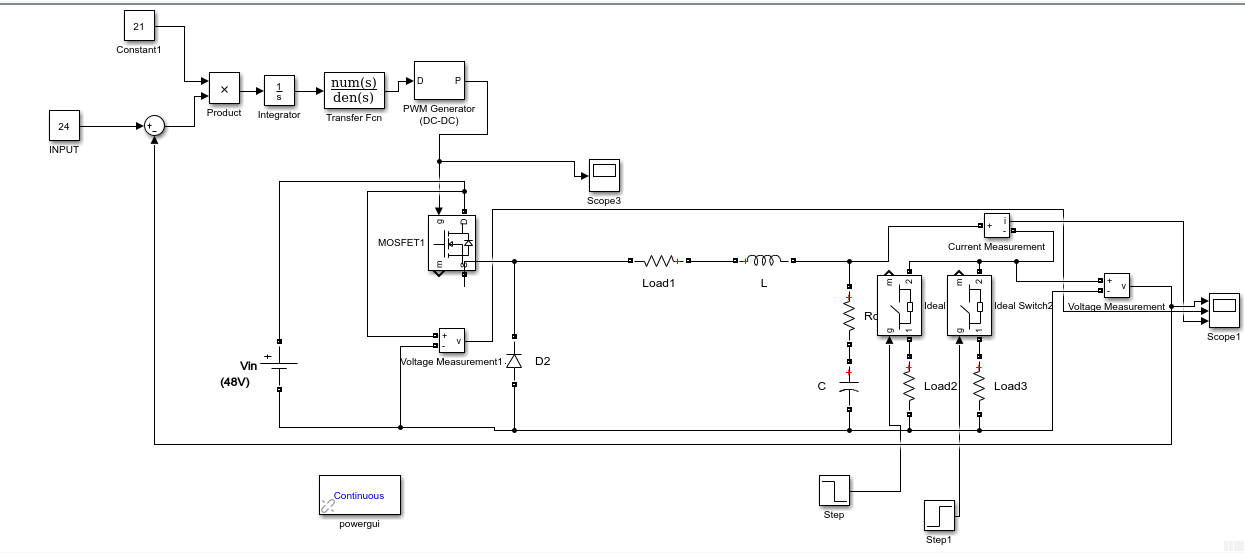 21
Constant1
24
INPUT
+
-
×
Product
1
s
Integrator
num(s)
den(s)
Transfer Fcn
D
P
PWM Generator
(DC-DC)
Scope3
MOSFET1
g
D
m
S
Vin
(48V)
+
+
-
v
Voltage Measurement1
D2
+
Load1
+
L
+
+
C
+
i
-
Current Measurement
m
2
g
1
Ideal
m
2
g
1
Ideal Switch2
+
Load2
+
Load3
+
-
v
Voltage Measurement
Scope1
Step
Step1
Continuous
powergui